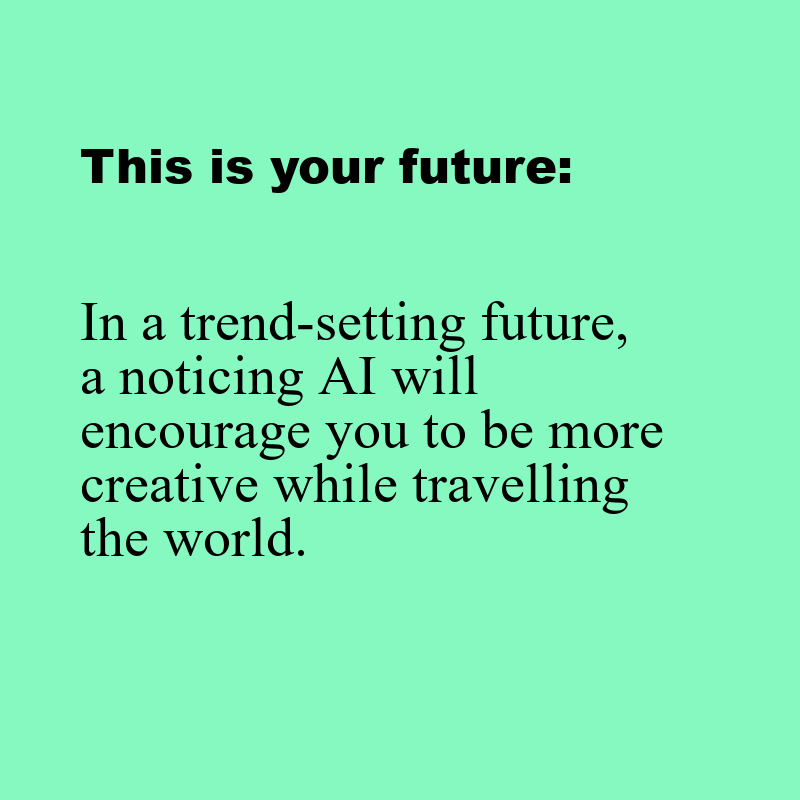 This is your future:
In a trend-setting future,
a noticing AI will
encourage you to be more
creative while travelling
the world.